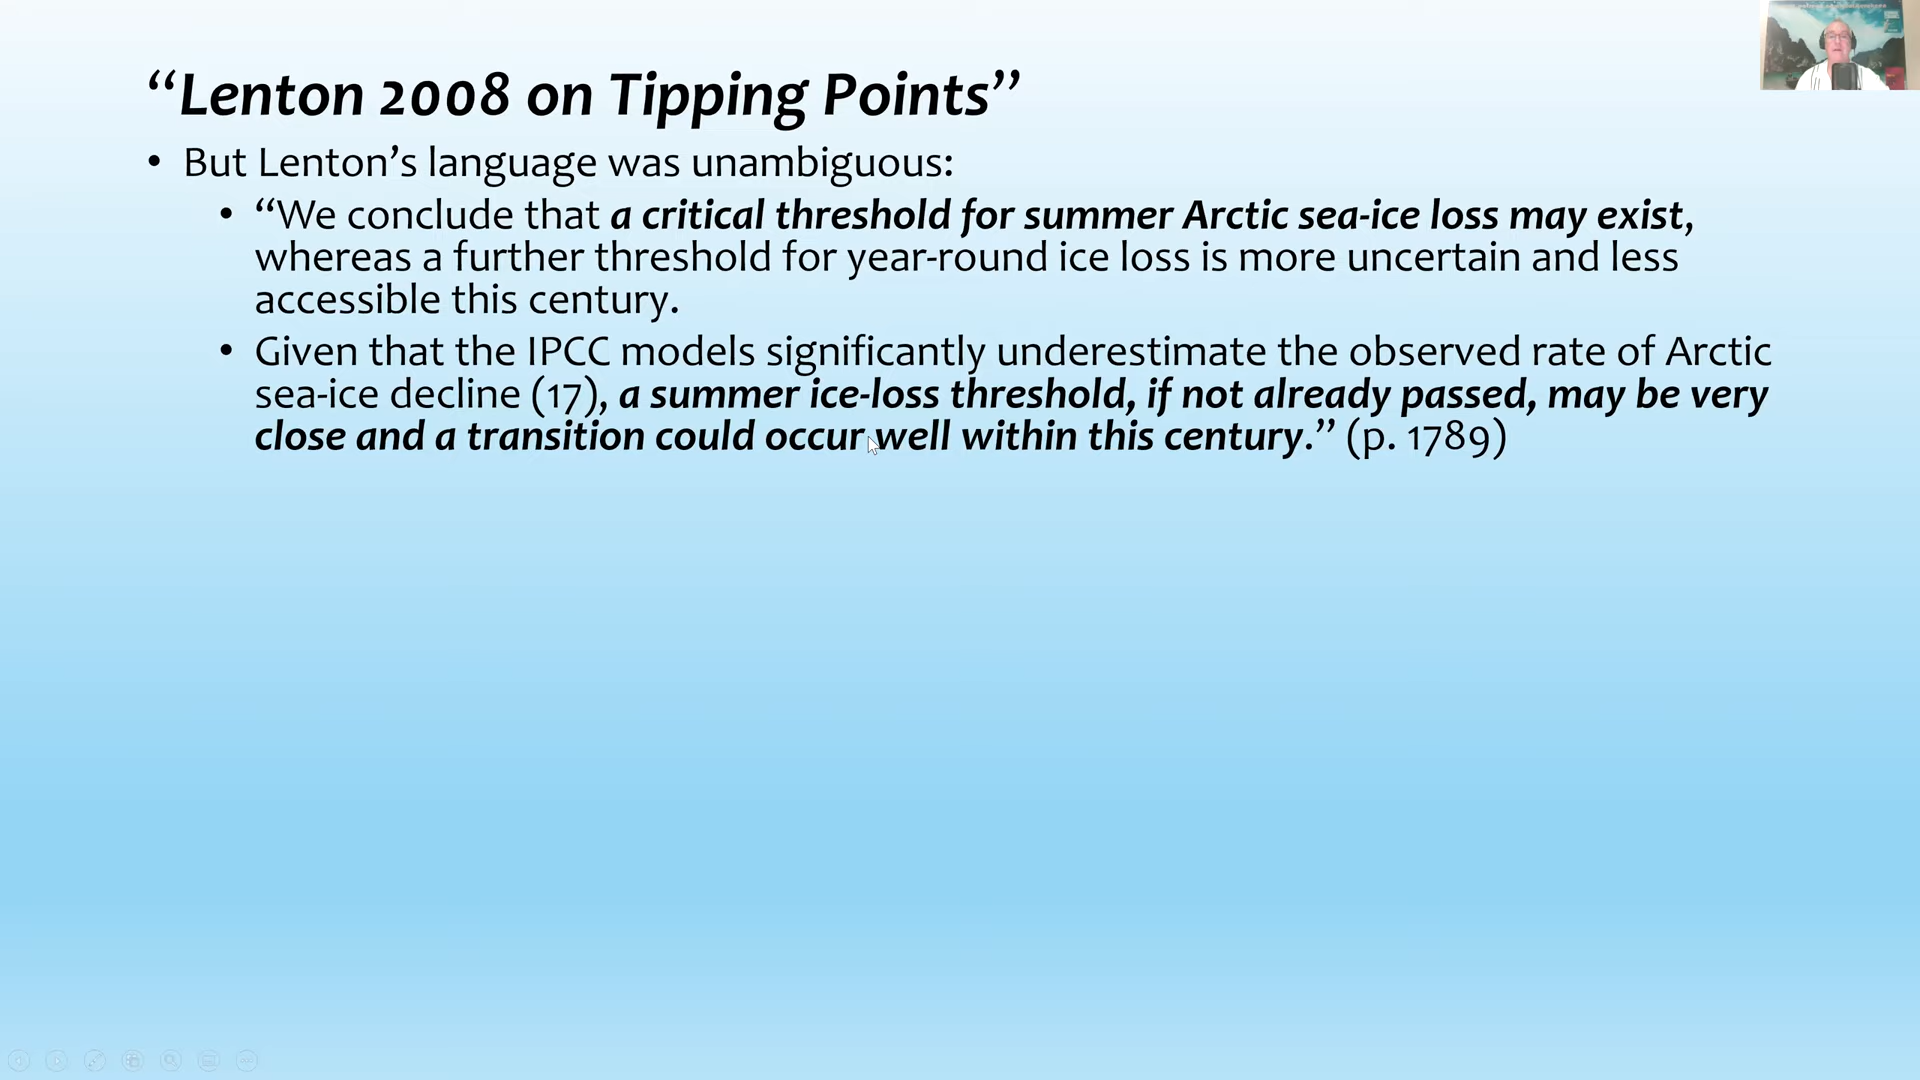 “Lenton 2008 on Tipping Points”
• But Lenton’s language was unambiguous:
• “We conclude that a critical threshold for summer Arctic sea-ice loss may exist,
whereas a further threshold for year-round ice loss is more uncertain and less
accessible this century.
• Given that the IPCC models significantly underestimate the observed rate of Arctic
sea-ice decline (17), a summer ice-loss threshold, if not already passed, may be very
close and a transition could occur well within this century.” (p. 1789)